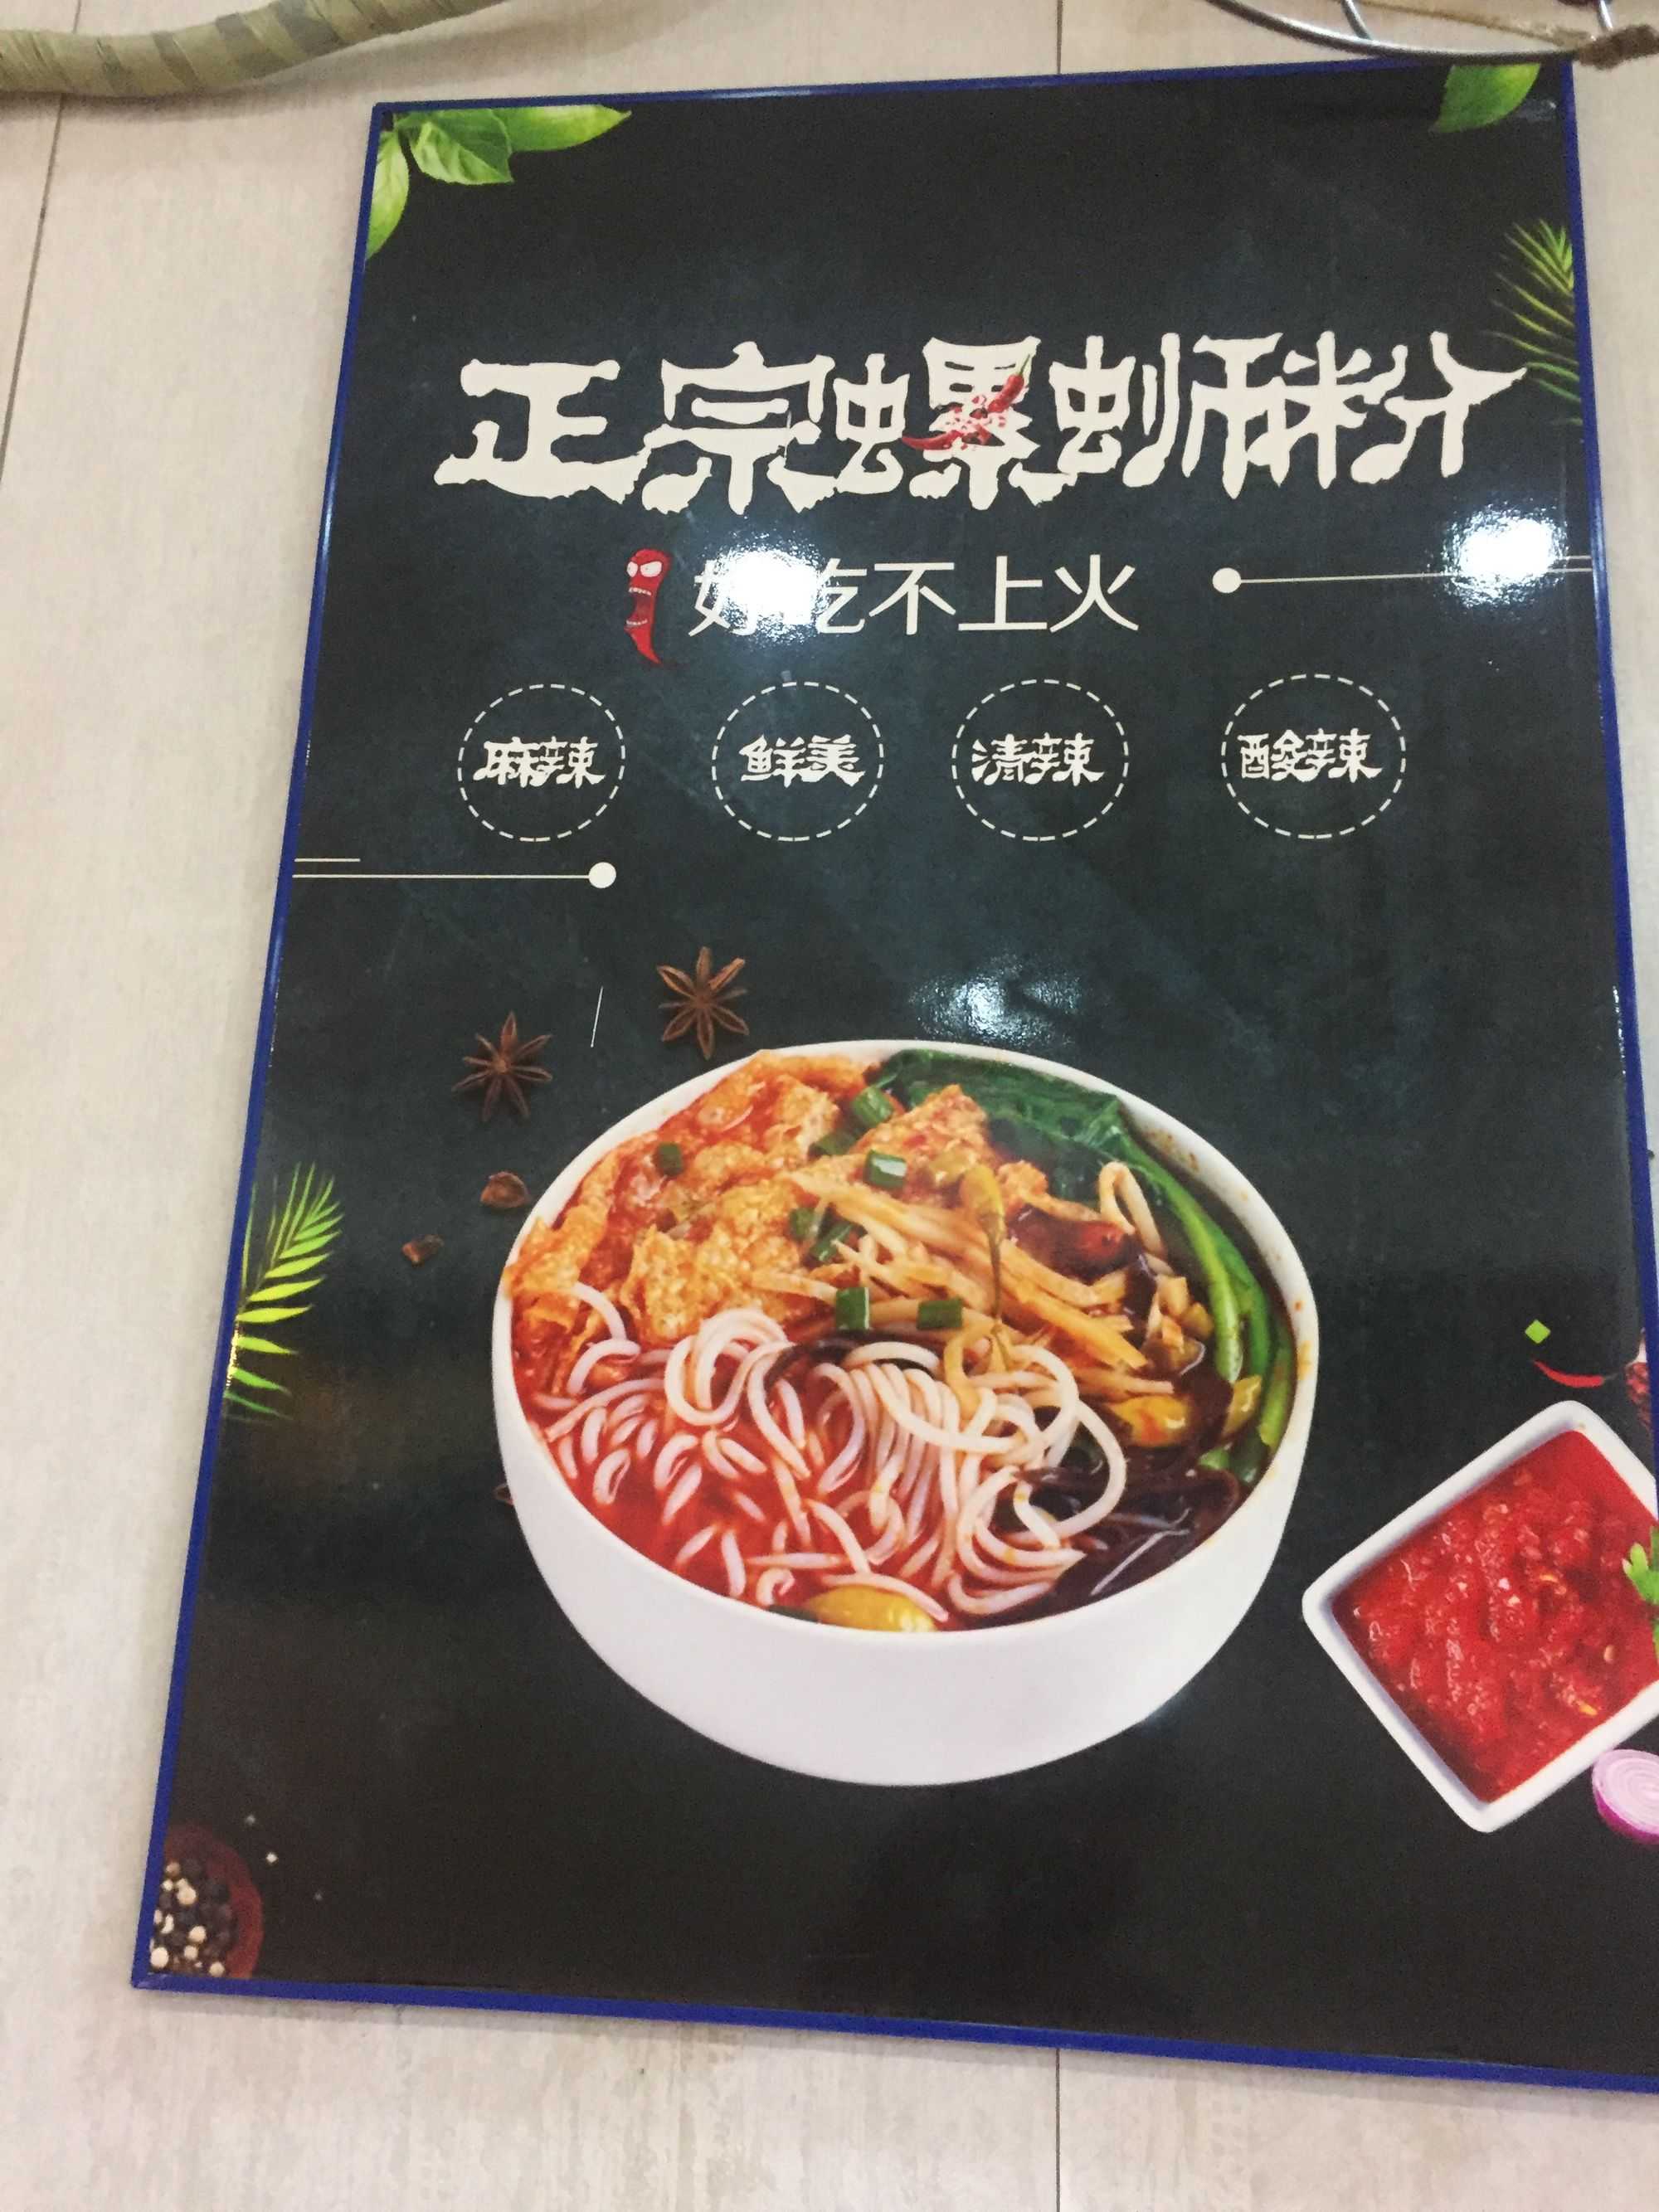 正宗螺蛳粉
好吃不上火
麻辣 鲜美 清辣 酸辣